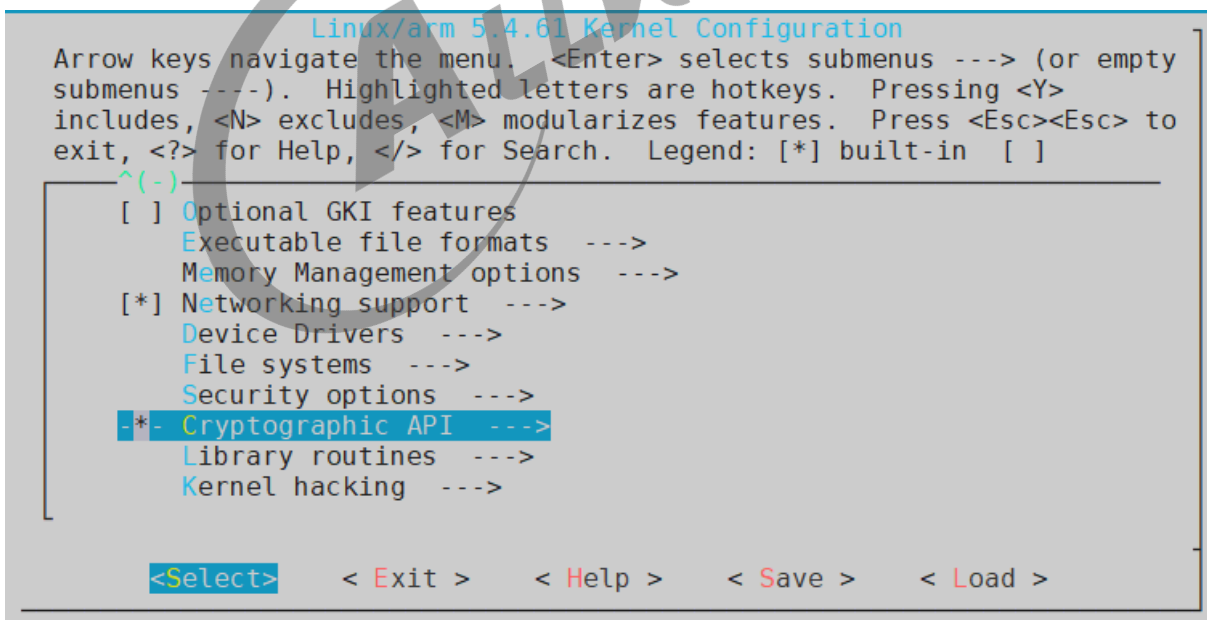 Linux/arm 5.4.61 Kernel Configuration
Arrow keys navigate the menu.  <Enter> selects submenus ---> (or empty
submenus ----).  Highlighted letters are hotkeys.  Pressing <Y>
includes, <N> excludes, <M> modularizes features.  Press <Esc><Esc> to
exit, <?> for Help, </> for Search.  Legend: [*] built-in  [ ]
^(-)
[ ] Optional GKI features
Executable file formats  --->
Memory Management options  --->
[*] Networking support  --->
Device Drivers  --->
File systems  --->
Security options  --->
-*- Cryptographic API  --->
Library routines  --->
Kernel hacking  --->
<Select>    < Exit >    < Help >    < Save >    < Load >